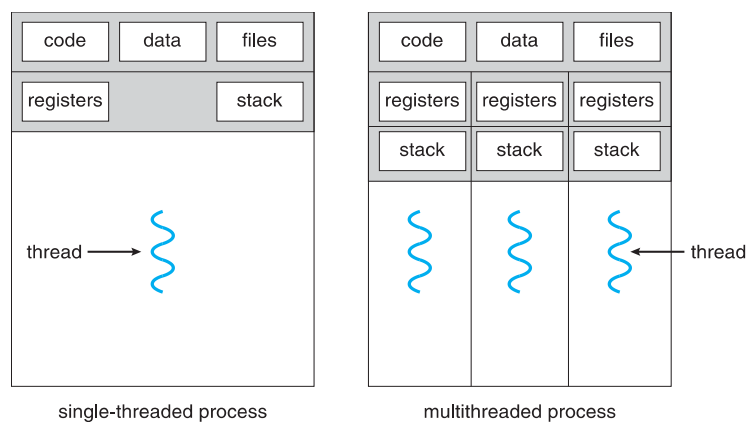 code data files
registers stack
thread
single-threaded process
code data files
registers registers registers
stack stack stack
thread
multithreaded process